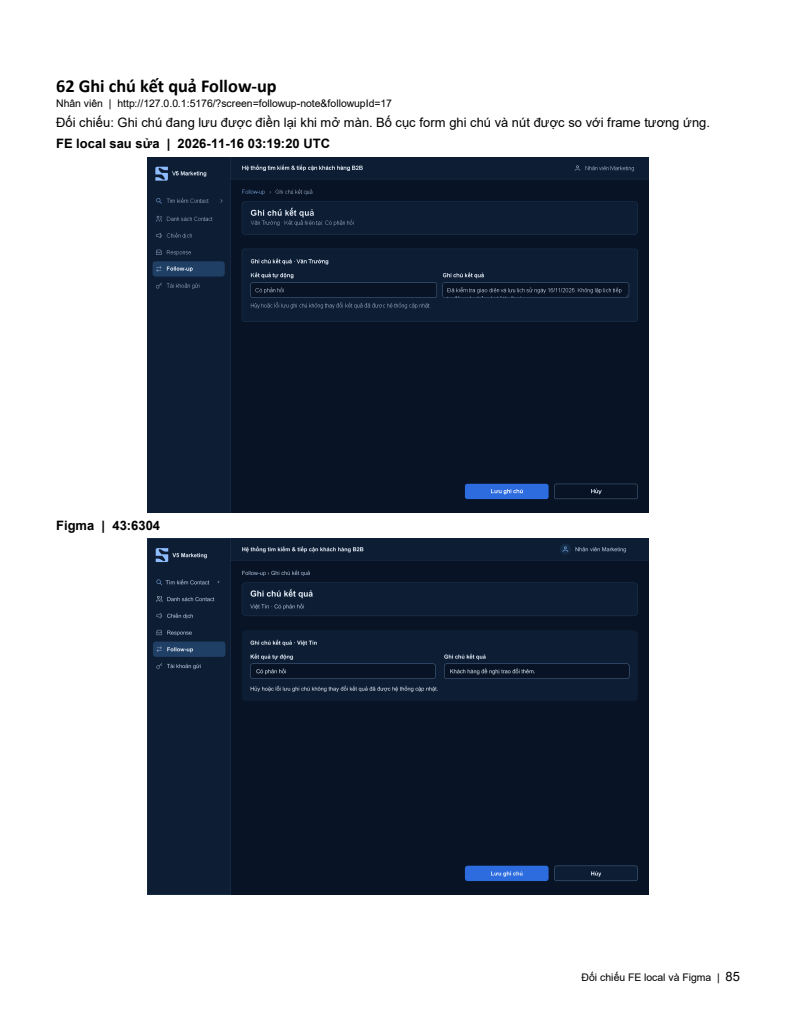 62 Ghi chú kết quả Follow-up
Nhân viên | http://127.0.0.1:5176/?screen=followup-note&followupId=17
Đối chiếu: Ghi chú đang lưu được điền lại khi mở màn. Bố cục form ghi chú và nút được so với frame tương ứng.
FE local sau sửa | 2026-11-16 03:19:20 UTC
V5 Marketing
Hệ thống tìm kiếm & tiếp cận khách hàng B2B
Nhân viên Marketing
Tìm kiếm Contact
Danh sách Contact
Chiến dịch
Response
Follow-up
Tài khoản gửi
Follow-up › Ghi chú kết quả
Ghi chú kết quả
Văn Trường · Kết quả hiện tại: Có phản hồi
Ghi chú kết quả · Văn Trường
Kết quả tự động
Ghi chú kết quả
Có phản hồi
Đã kiểm tra giao diện và lưu lịch sử ngày 16/11/2026. Không lập lịch tiếp
Hủy hoặc lỗi lưu ghi chú không thay đổi kết quả đã được hệ thống cập nhật.
Lưu ghi chú
Hủy
Figma | 43:6304
V5 Marketing
Hệ thống tìm kiếm & tiếp cận khách hàng B2B
Nhân viên Marketing
Tìm kiếm Contact
Danh sách Contact
Chiến dịch
Response
Follow-up
Tài khoản gửi
Follow-up › Ghi chú kết quả
Ghi chú kết quả
Việt Tín · Có phản hồi
Ghi chú kết quả · Việt Tín
Kết quả tự động
Ghi chú kết quả
Có phản hồi
Khách hàng đề nghị trao đổi thêm.
Hủy hoặc lỗi lưu ghi chú không thay đổi kết quả đã được hệ thống cập nhật.
Lưu ghi chú
Hủy
Đối chiếu FE local và Figma | 85